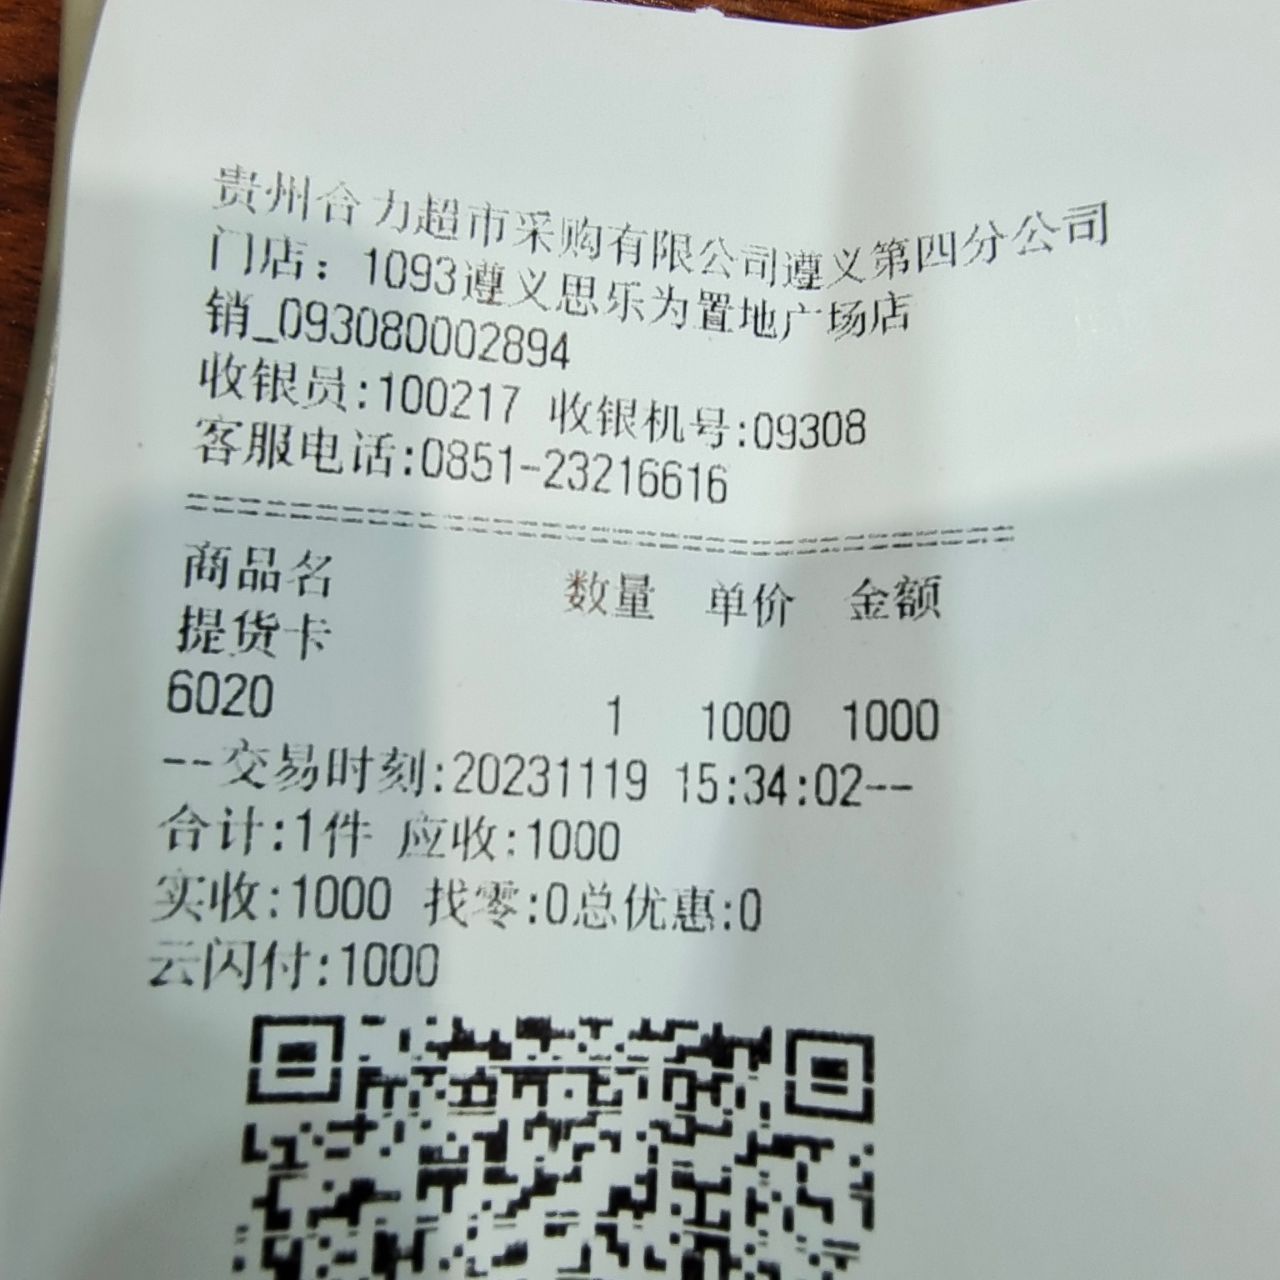 贵州合力超市采购有限公司遵义第四分公司
门店：1093遵义思乐为置地广场店
销_093080002894
收银员:100217 收银机号:09308
客服电话:0851-23216616
商品名 数量 单价 金额
提货卡
6020 1 1000 1000
--交易时刻:20231119 15:34:02--
合计:1件 应收:1000
实收:1000 找零:0总优惠:0
云闪付:1000